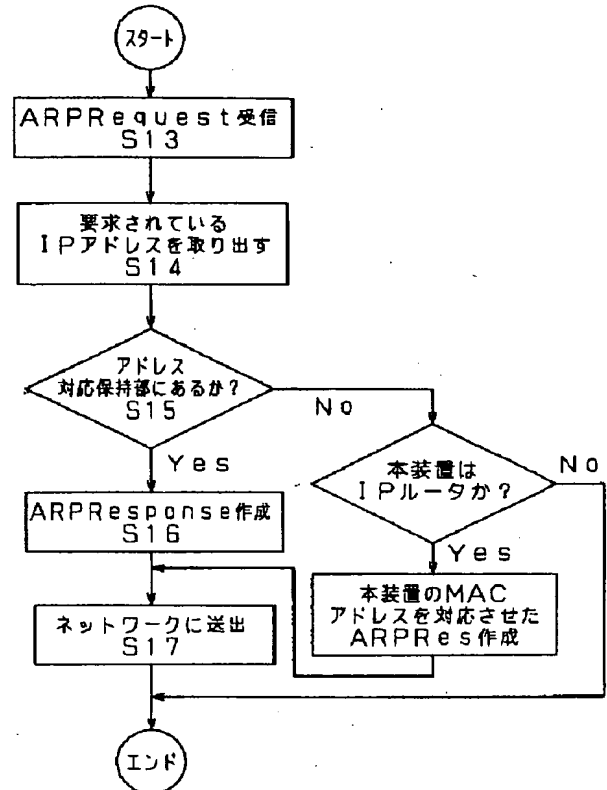 スタート
ARPRequest受信
S13
要求されている
IPアドレスを取り出す
S14
アドレス
対応保持部にあるか?
S15
No
Yes
本装置は
IPルータか?
No
Yes
ARPResponse作成
S16
本装置のMAC
アドレスを対応させた
ARPRes作成
ネットワークに送出
S17
エンド